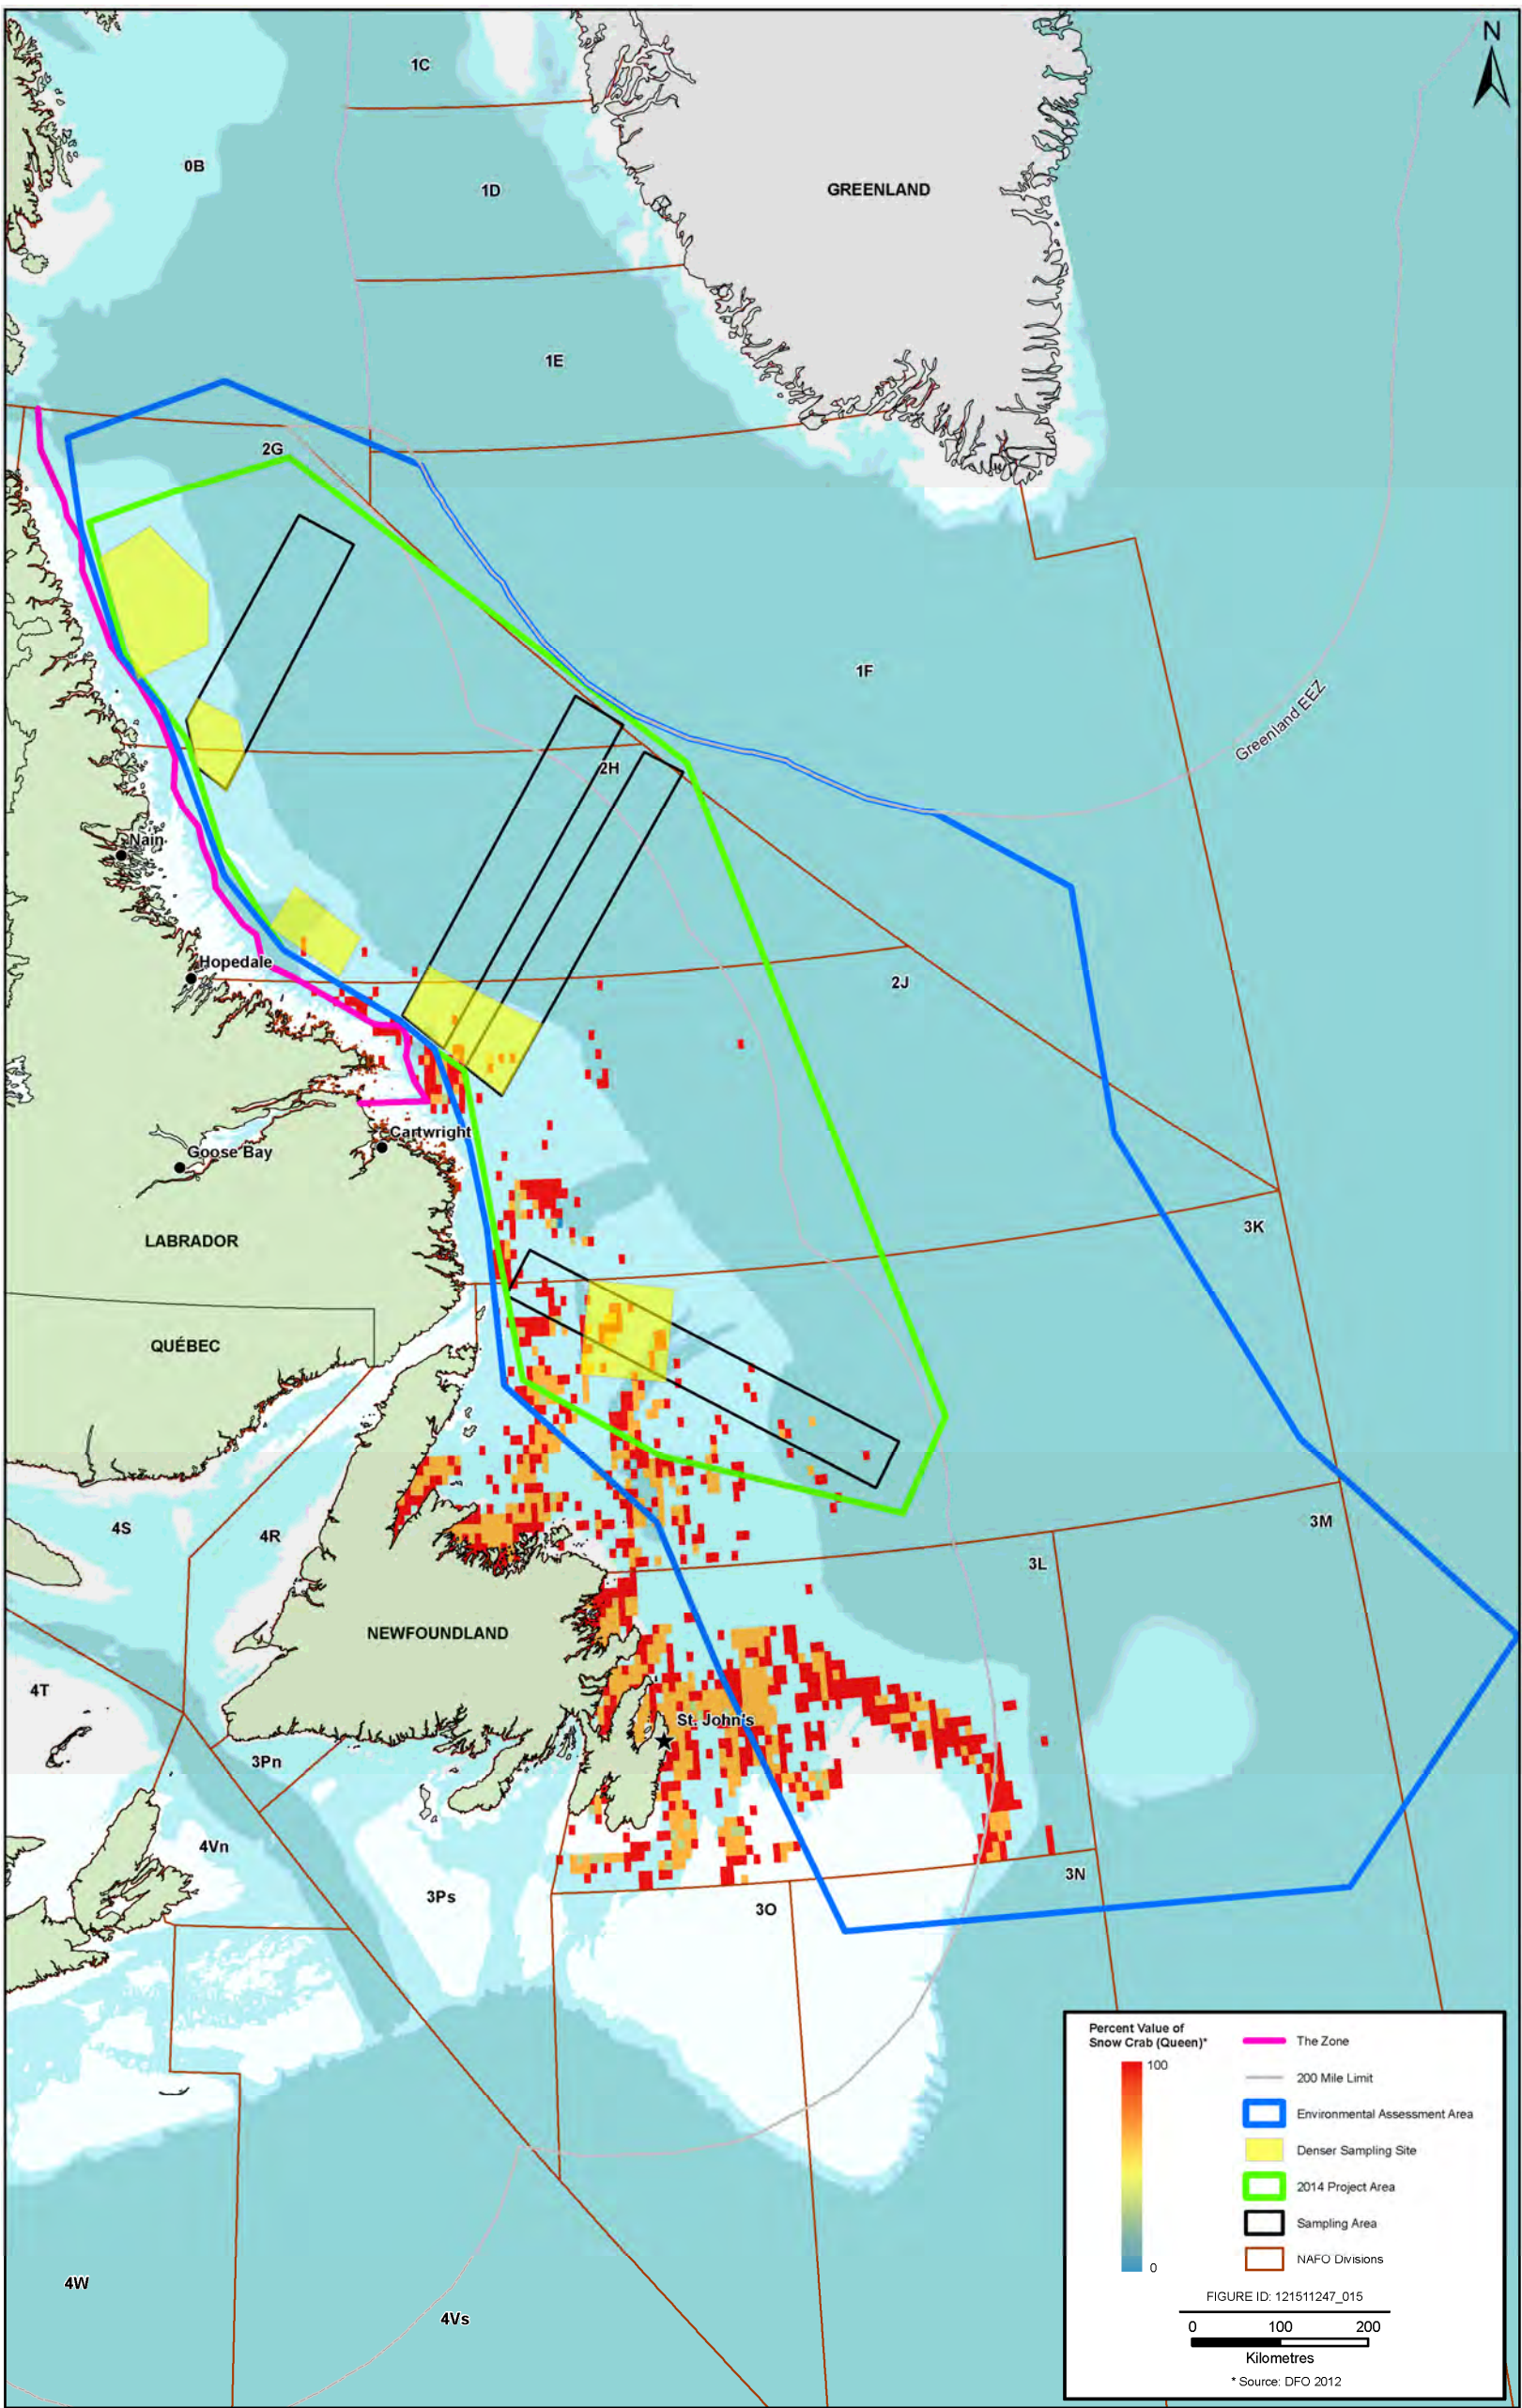 N
1C
0B
1D
GREENLAND
1E
2G
1F
Greenland EEZ
2H
Nain
Hopedale
2J
Cartwright
Goose Bay
LABRADOR
3K
QUÉBEC
4S
4R
3M
3L
NEWFOUNDLAND
4T
St. John's
3Pn
4Vn
3N
3Ps
3O
4W
4Vs
Percent Value of
Snow Crab (Queen)*
100
0
The Zone
200 Mile Limit
Environmental Assessment Area
Denser Sampling Site
2014 Project Area
Sampling Area
NAFO Divisions
FIGURE ID: 121511247_015
0 100 200
Kilometres
* Source: DFO 2012